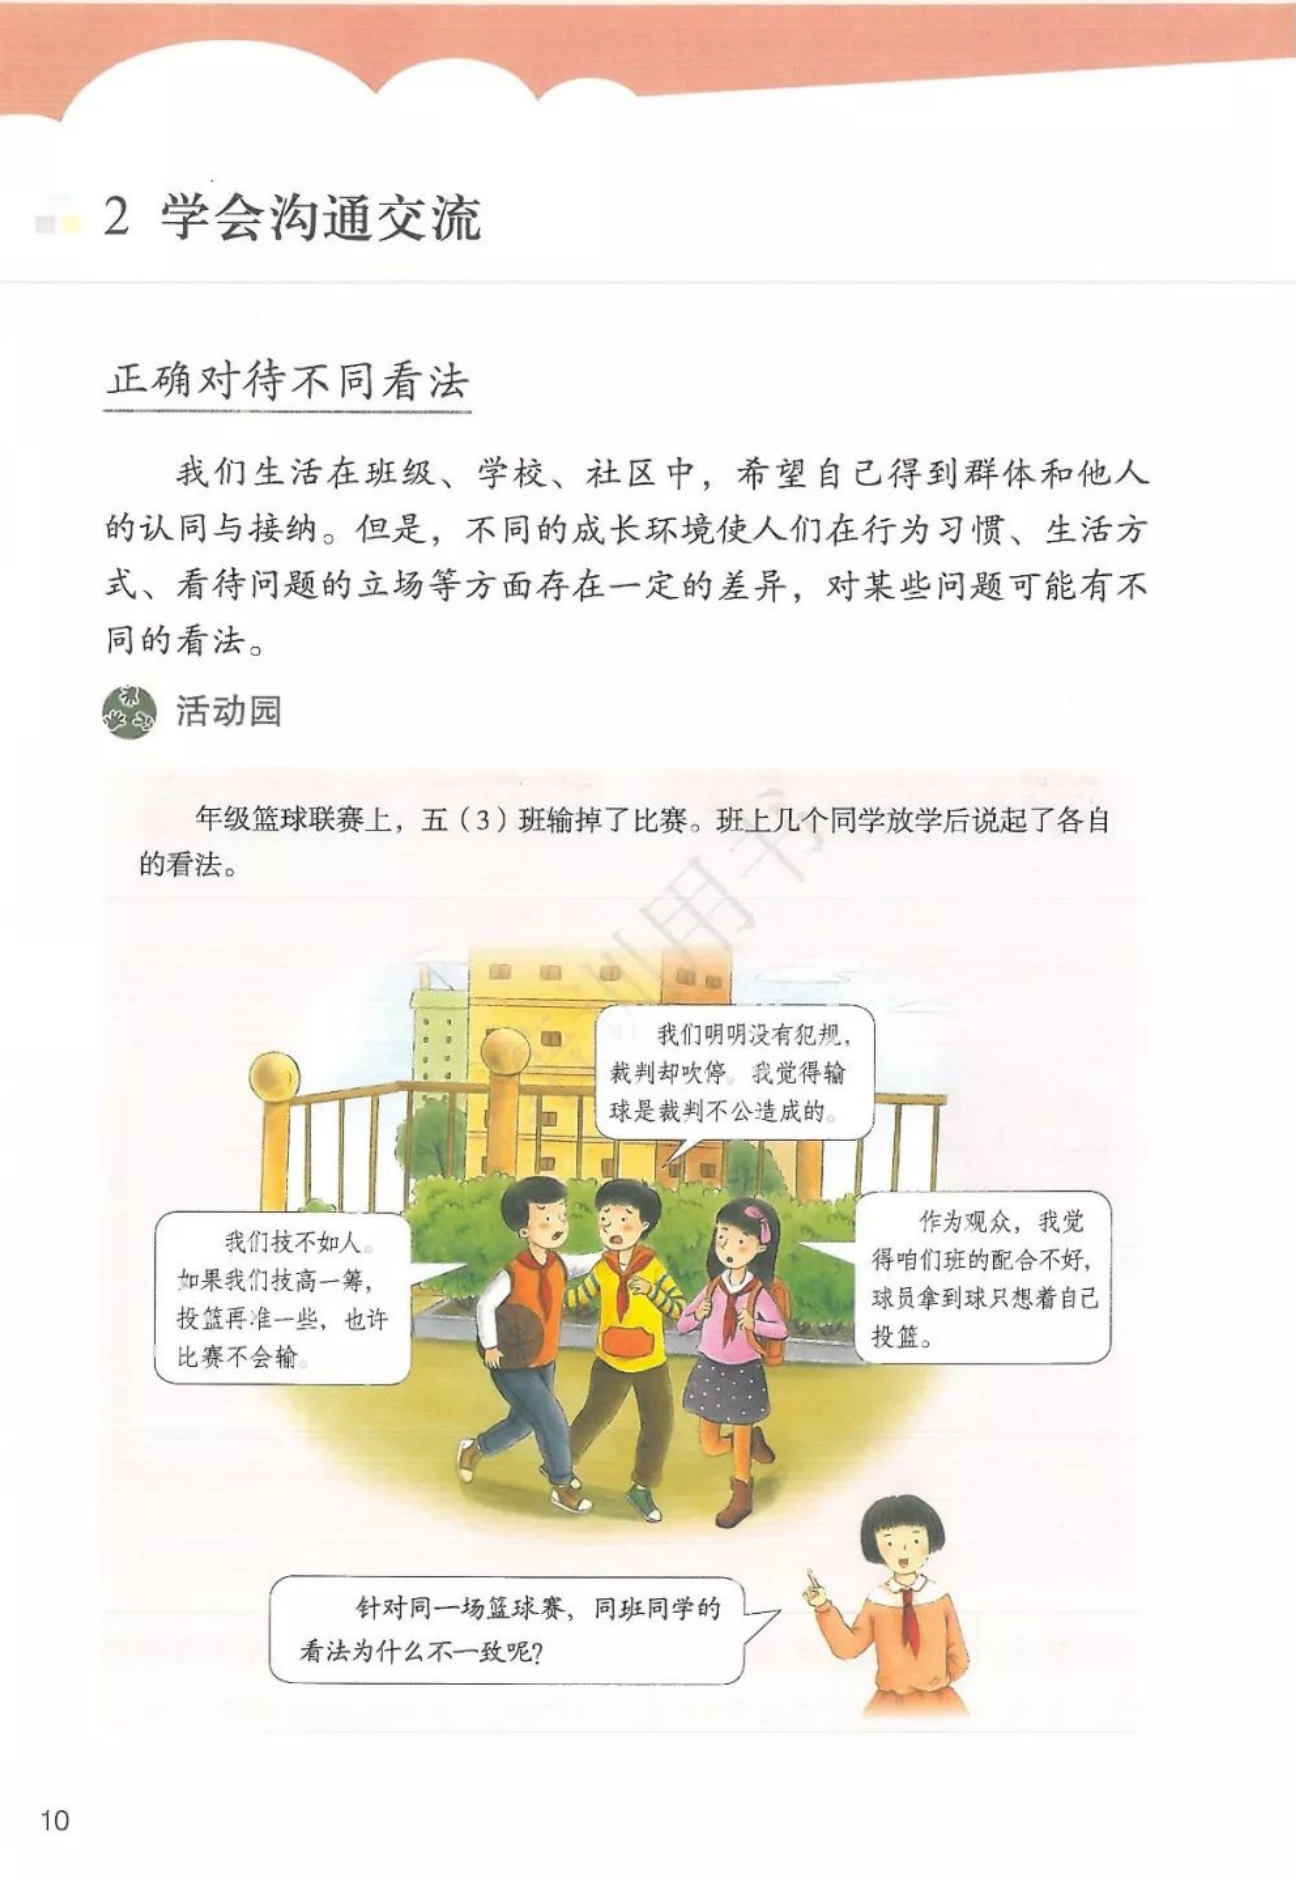 2 学会沟通交流
正确对待不同看法
我们生活在班级、学校、社区中，希望自己得到群体和他人
的认同与接纳。但是，不同的成长环境使人们在行为习惯、生活方
式、看待问题的立场等方面存在一定的差异，对某些问题可能有不
同的看法。
活动园
年级篮球联赛上，五（3）班输掉了比赛。班上几个同学放学后说起了各自
的看法。
我们明明没有犯规，
裁判却吹停。我觉得输
球是裁判不公造成的。
我们技不如人。
如果我们技高一筹，
投篮再准一些，也许
比赛不会输。
作为观众，我觉
得咱们班的配合不好，
球员拿到球只想着自己
投篮。
针对同一场篮球赛，同班同学的
看法为什么不一致呢？
10